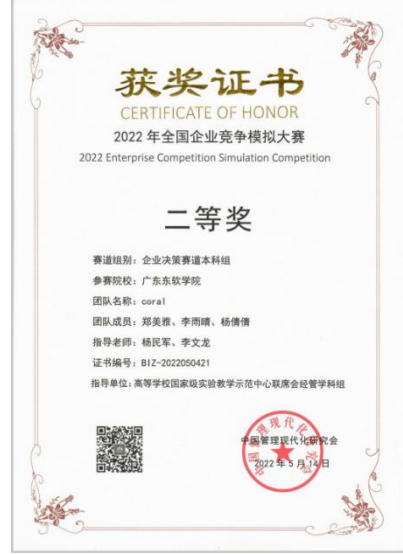 获奖证书
CERTIFICATE OF HONOR
2022 年全国企业竞争模拟大赛
2022 Enterprise Competition Simulation Competition
二等奖
赛道组别：企业决策赛道本科组
参赛院校：广东东软学院
团队名称：coral
团队成员：郑美雅、李雨晴、杨倩倩
指导老师：杨民军、李文龙
证书编号：BIZ-2022050421
指导单位：高等学校国家级实验教学示范中心联席会经管学科组
中国管理现代化研究会
2022 年 5 月 14 日